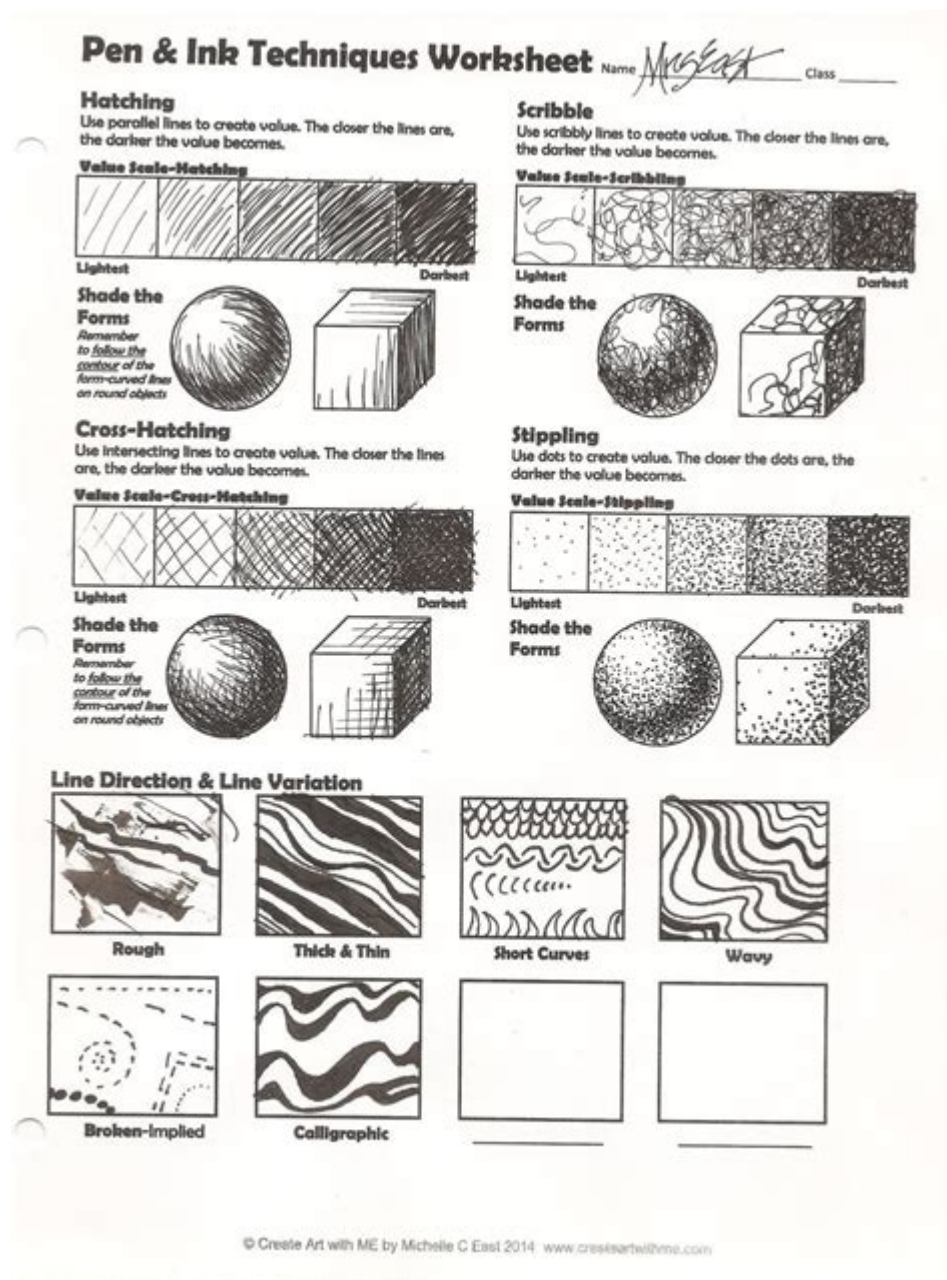 Pen & Ink Techniques Worksheet Name Mrs East Class
Hatching
Use parallel lines to create value. The closer the lines are,
the darker the value becomes.
Value Scale-Hatching
Lightest
Darkest
Shade the
Forms
Remember
to follow the
contour of the
form-curved lines
on round objects
Scribble
Use scribbly lines to create value. The closer the lines are,
the darker the value becomes.
Value Scale-Scribbling
Lightest
Darkest
Shade the
Forms
Cross-Hatching
Use intersecting lines to create value. The closer the lines
are, the darker the value becomes.
Value Scale-Cross-Hatching
Lightest
Darkest
Shade the
Forms
Remember
to follow the
contour of the
form-curved lines
on round objects
Stippling
Use dots to create value. The closer the dots are, the
darker the value becomes.
Value Scale-Stippling
Lightest
Darkest
Shade the
Forms
Line Direction & Line Variation
Rough
Thick & Thin
Short Curves
Wavy
Broken-Implied
Calligraphic
© Create Art with ME by Michelle C East 2014 www.createartwithme.com